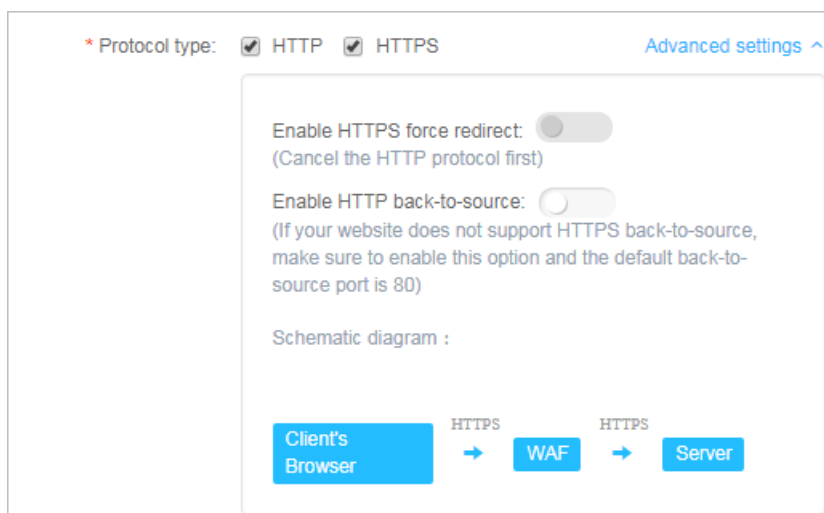 * Protocol type: HTTP HTTPS Advanced settings
Enable HTTPS force redirect:
(Cancel the HTTP protocol first)
Enable HTTP back-to-source:
(If your website does not support HTTPS back-to-source,
make sure to enable this option and the default back-to-
source port is 80)
Schematic diagram :
HTTPS HTTPS
Client's
Browser
WAF
Server